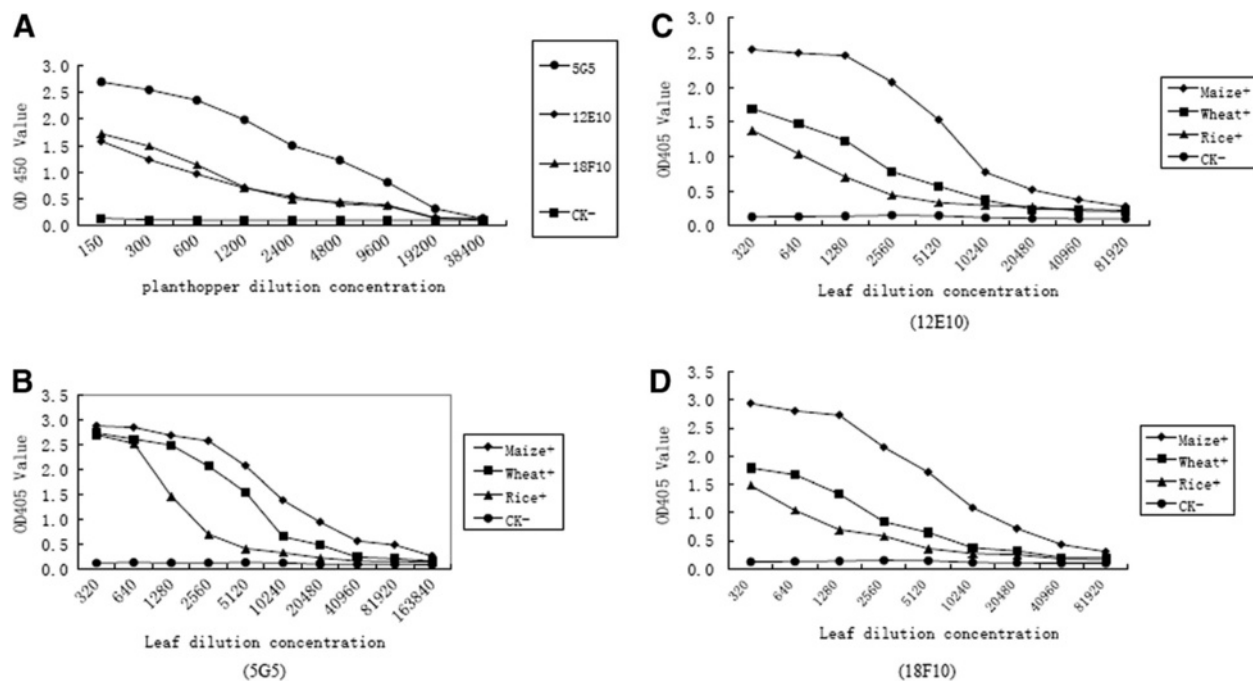 A
3.0
2.5
2.0
1.5
1.0
0.5
0.0
OD 450 Value
150
300
600
1200
2400
4800
9600
19200
38400
planthopper dilution concentration
5G5
12E10
18F10
CK-
B
3.5
3.0
2.5
2.0
1.5
1.0
0.5
0.0
OD405 Value
320
640
1280
2560
5120
10240
20480
40960
81920
163840
Leaf dilution concentration
(5G5)
Maize+
Wheat+
Rice+
CK-
C
3.0
2.5
2.0
1.5
1.0
0.5
0.0
OD405 Value
320
640
1280
2560
5120
10240
20480
40960
81920
Leaf dilution concentration
(12E10)
Maize+
Wheat+
Rice+
CK-
D
3.5
3.0
2.5
2.0
1.5
1.0
0.5
0.0
OD405 Value
320
640
1280
2560
5120
10240
20480
40960
81920
Leaf dilution concentration
(18F10)
Maize+
Wheat+
Rice+
CK-